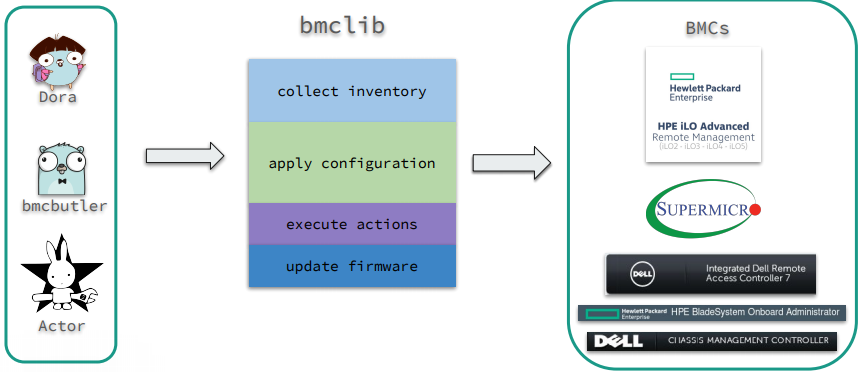 Dora
bmcbutler
Actor
bmclib
collect inventory
apply configuration
execute actions
update firmware
BMCs
Hewlett Packard
Enterprise
HPE iLO Advanced
Remote Management
(iLO2 - iLO3 - iLO4 - iLO5)
SUPERMICRO
DELL
Integrated Dell Remote
Access Controller 7
Hewlett Packard
Enterprise
HPE BladeSystem Onboard Administrator
DELL
CHASSIS MANAGEMENT CONTROLLER